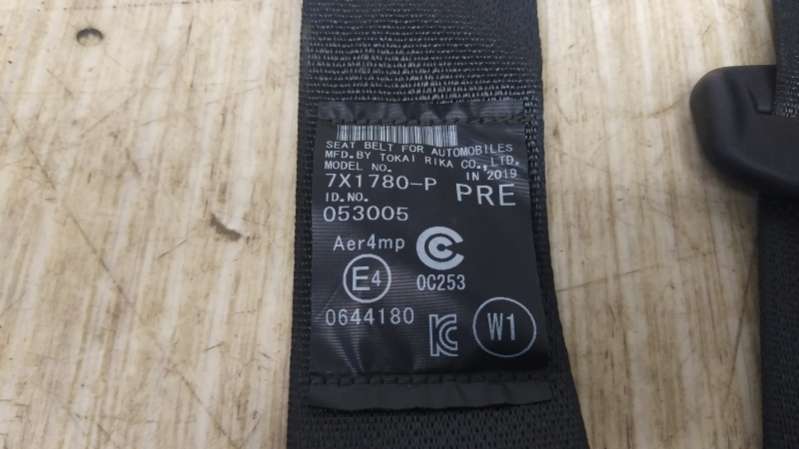 SEAT BELT FOR AUTOMOBILES
MFD.BY TOKAI RIKA CO.,LTD.
MODEL NO. IN 2019
7X1780-P PRE
ID.NO.
053005
Aer4mp
E4 0C253
0644180
KC W1